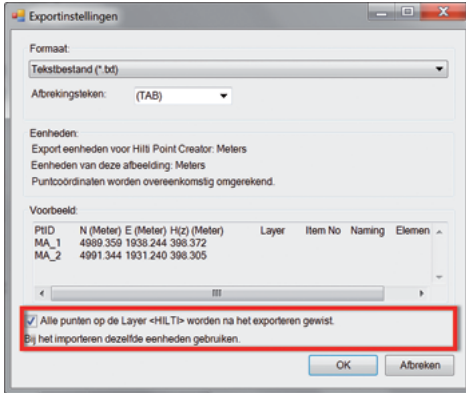 Exportinstellingen
Formaat:
Tekstbestand (*.txt)
Afbrekingsteken: (TAB)
Eenheden:
Export eenheden voor Hilti Point Creator: Meters
Eenheden van deze afbeelding: Meters
Puntcoördinaten worden overeenkomstig omgerekend.
Voorbeeld:
PtID N (Meter) E (Meter) H(z) (Meter) Layer Item No Naming Elemen
MA_1 4989.359 1938.244 398.372
MA_2 4991.344 1931.240 398.305
Alle punten op de Layer <HILTI> worden na het exporteren gewist.
Bij het importeren dezelfde eenheden gebruiken.
OK Afbreken